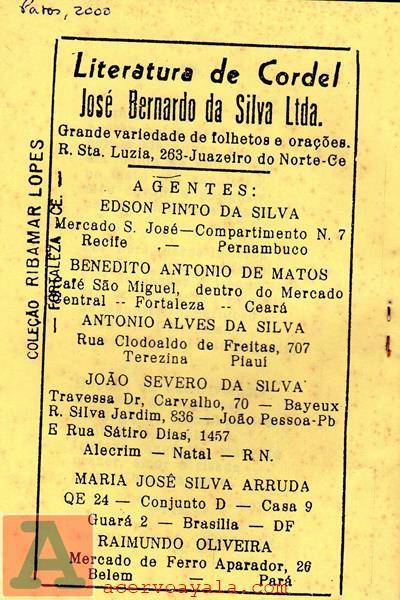 Patos, 2000
Literatura de Cordel
José Bernardo da Silva Ltda.
Grande variedade de folhetos e orações.
R. Sta. Luzia, 263-Juazeiro do Norte-Ce
AGENTES:
EDSON PINTO DA SILVA
Mercado S. José—Compartimento N. 7
Recife — Pernambuco
BENEDITO ANTONIO DE MATOS
Café São Miguel, dentro do Mercado
Central -- Fortaleza -- Ceará
ANTONIO ALVES DA SILVA
Rua Clodoaldo de Freitas, 707
Terezina Piaui
JOÃO SEVERO DA SILVA
Travessa Dr, Carvalho, 70 — Bayeux
R. Silva Jardim, 836 — João Pessoa-Pb
E Rua Sátiro Dias, 1457
Alecrim — Natal — R N.
MARIA JOSÉ SILVA ARRUDA
QE 24 — Conjunto D — Casa 9
Guará 2 — Brasília — DF
RAIMUNDO OLIVEIRA
Mercado de Ferro Aparador, 26
Belem Pará
COLEÇÃO RIBAMAR LOPES
FORTALEZA - CE.
A
acervoayala.com